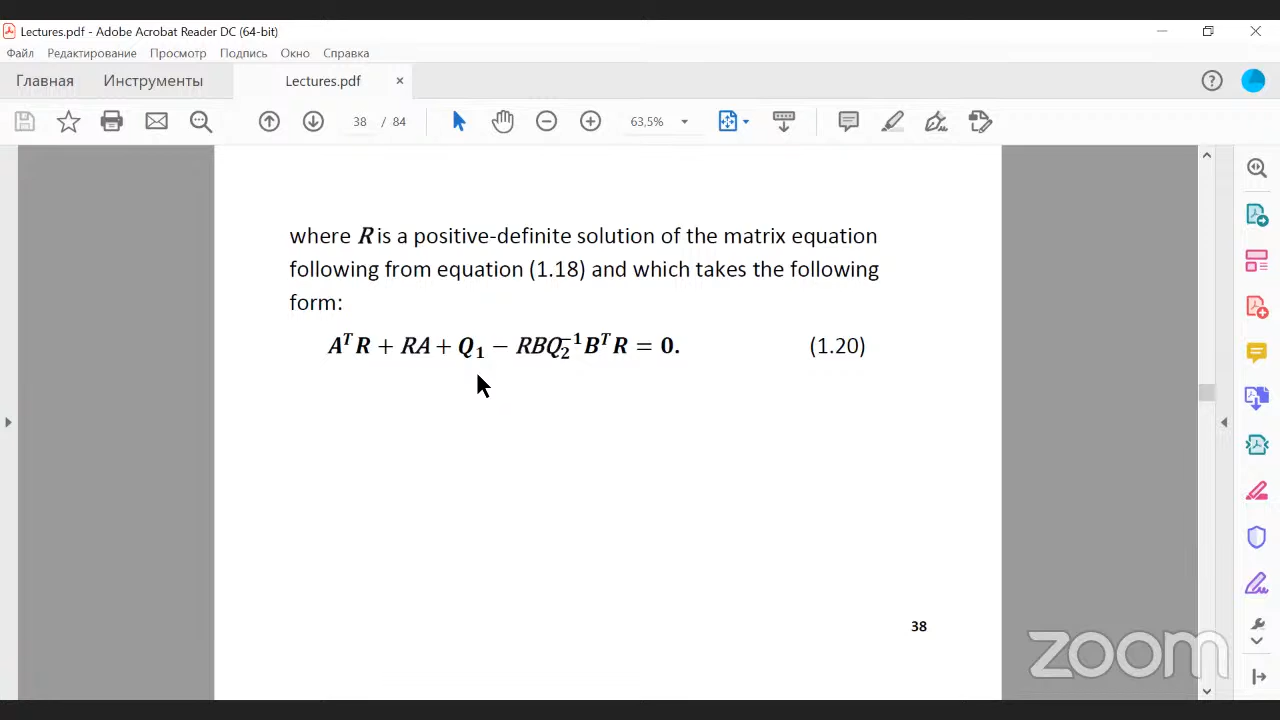 Lectures.pdf - Adobe Acrobat Reader DC (64-bit)
Файл Редактирование Просмотр Подпись Окно Справка
Главная Инструменты Lectures.pdf ×
38 / 84 63,5%
where R is a positive-definite solution of the matrix equation
following from equation (1.18) and which takes the following
form:
AᵀR + RA + Q₁ − RBQ₂⁻¹BᵀR = 0. (1.20)
38
zoom